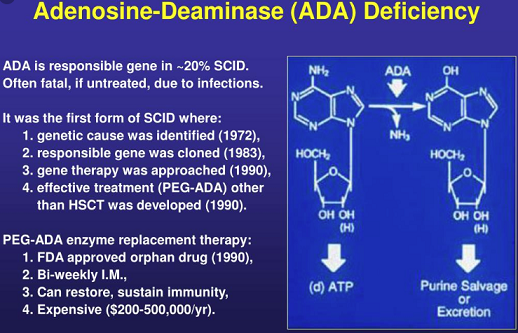 Adenosine-Deaminase (ADA) Deficiency
ADA is responsible gene in ~20% SCID.
Often fatal, if untreated, due to infections.
It was the first form of SCID where:
1. genetic cause was identified (1972),
2. responsible gene was cloned (1983),
3. gene therapy was approached (1990),
4. effective treatment (PEG-ADA) other
than HSCT was developed (1990).
PEG-ADA enzyme replacement therapy:
1. FDA approved orphan drug (1990),
2. Bi-weekly I.M.,
3. Can restore, sustain immunity,
4. Expensive ($200-500,000/yr).
NH₂ ADA OH
N N N N
N N N N
NH₃
HOCH₂ HOCH₂
O O
OH OH OH OH
(H) (H)
(d) ATP Purine Salvage
or
Excretion